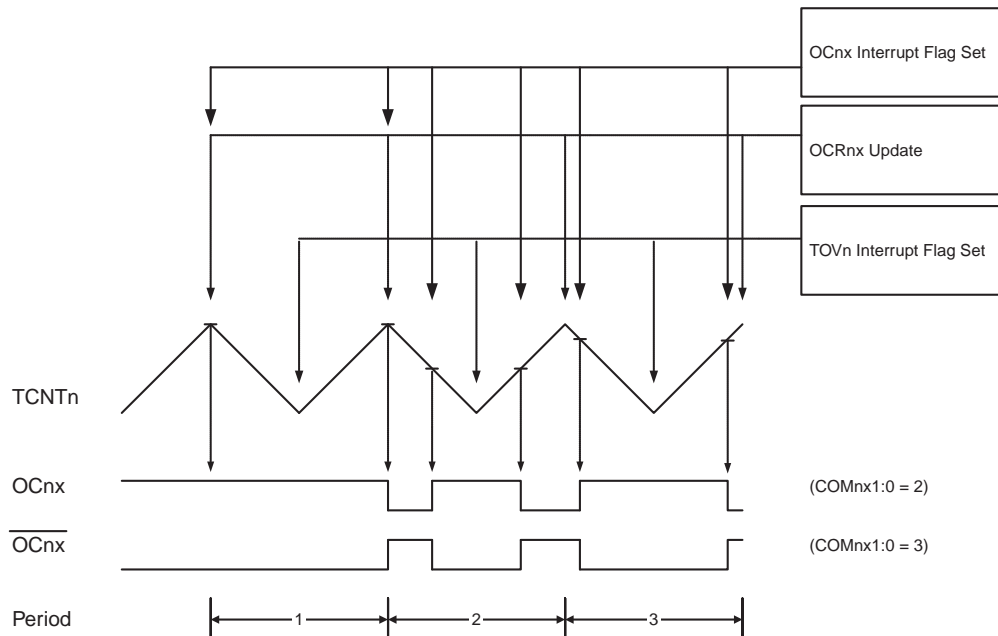 OCnx Interrupt Flag Set
OCRnx Update
TOVn Interrupt Flag Set
TCNTn
OCnx (COMnx1:0 = 2)
OCnx (COMnx1:0 = 3)
Period 1 2 3